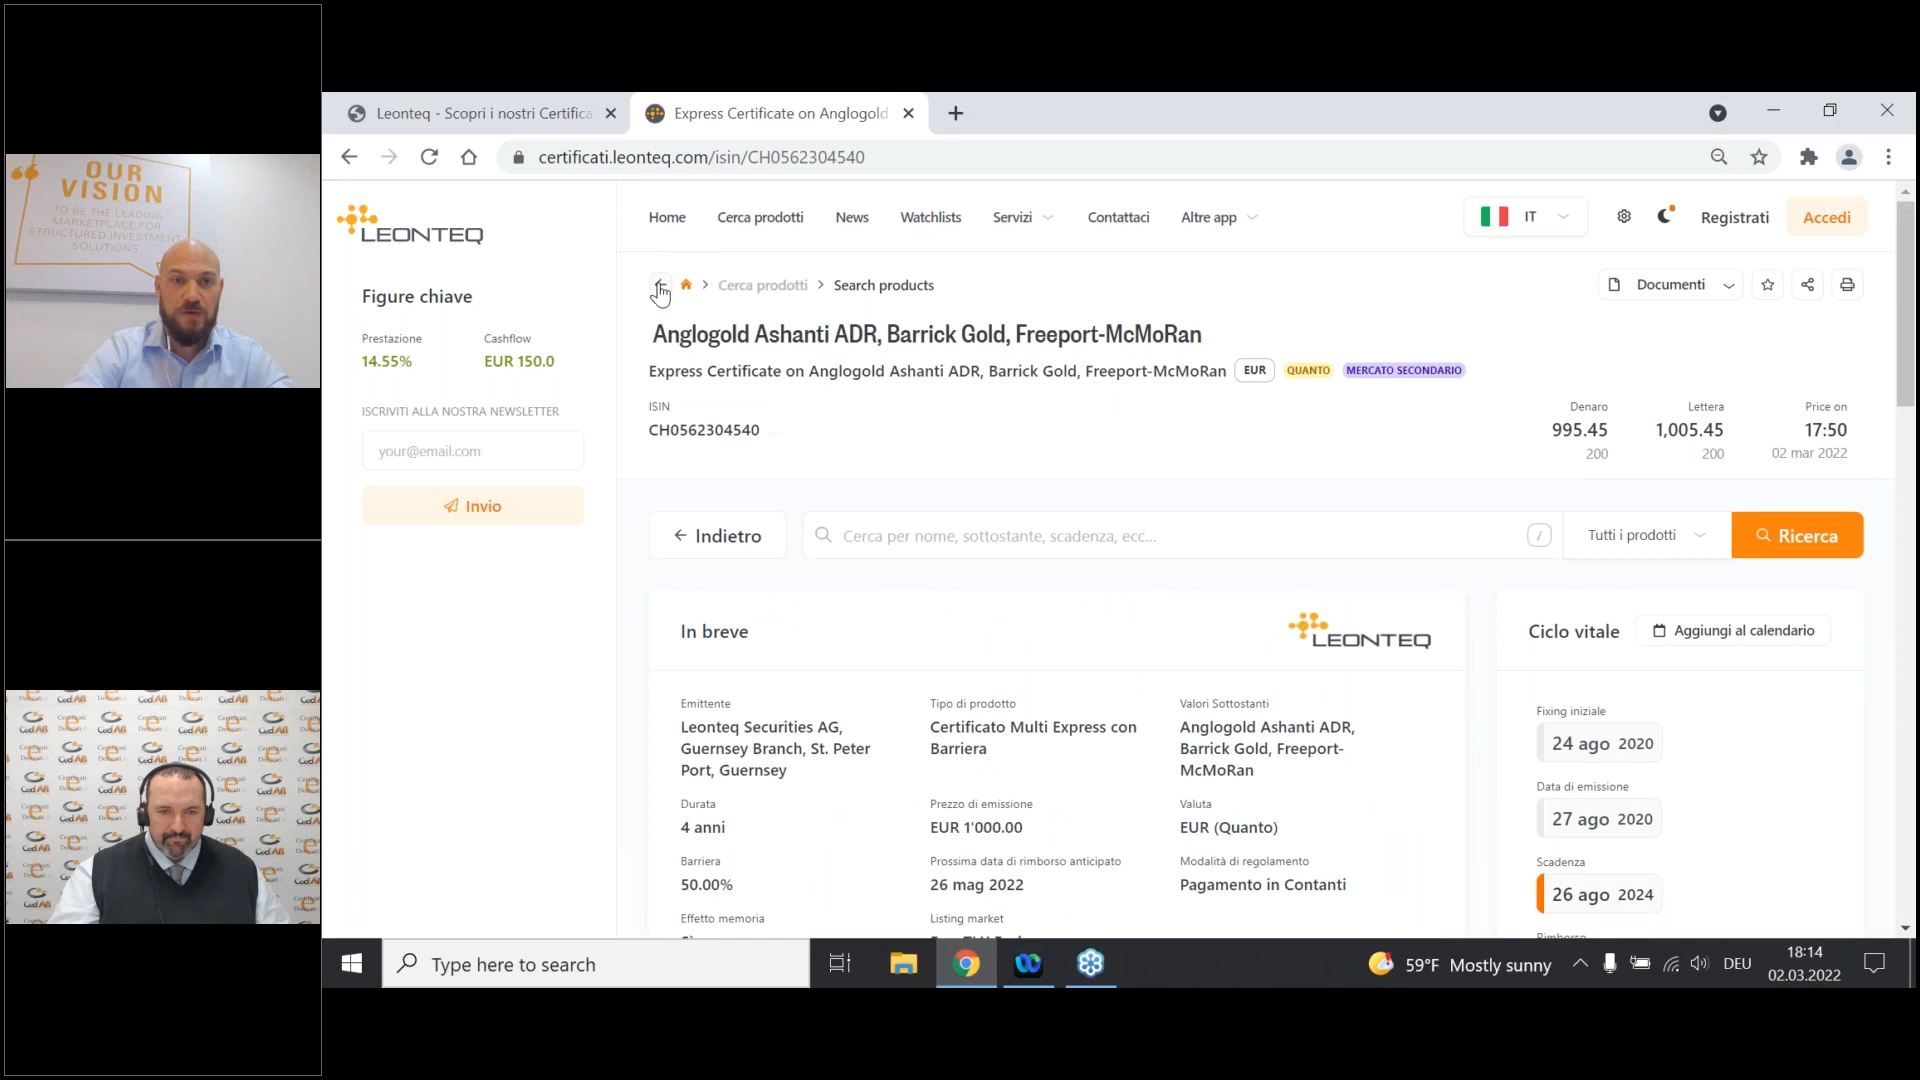 OUR
VISION
TO BE THE LEADING
MARKETPLACE FOR
STRUCTURED INVESTMENT
SOLUTIONS
Leonteq - Scopri i nostri Certifica
Express Certificate on Anglogold
certificati.leonteq.com/isin/CH0562304540
LEONTEQ
Home
Cerca prodotti
News
Watchlists
Servizi
Contattaci
Altre app
IT
Registrati
Accedi
Cerca prodotti > Search products
Documenti
Figure chiave
Prestazione
Cashflow
14.55%
EUR 150.0
ISCRIVITI ALLA NOSTRA NEWSLETTER
your@email.com
Invio
Anglogold Ashanti ADR, Barrick Gold, Freeport-McMoRan
Express Certificate on Anglogold Ashanti ADR, Barrick Gold, Freeport-McMoRan EUR QUANTO MERCATO SECONDARIO
ISIN
CH0562304540
Denaro
995.45
200
Lettera
1,005.45
200
Price on
17:50
02 mar 2022
Indietro
Cerca per nome, sottostante, scadenza, ecc...
/
Tutti i prodotti
Ricerca
In breve
LEONTEQ
Emittente
Leonteq Securities AG,
Guernsey Branch, St. Peter
Port, Guernsey
Tipo di prodotto
Certificato Multi Express con
Barriera
Valori Sottostanti
Anglogold Ashanti ADR,
Barrick Gold, Freeport-
McMoRan
Durata
4 anni
Prezzo di emissione
EUR 1'000.00
Valuta
EUR (Quanto)
Barriera
50.00%
Prossima data di rimborso anticipato
26 mag 2022
Modalità di regolamento
Pagamento in Contanti
Effetto memoria
Listing market
Ciclo vitale
Aggiungi al calendario
Fixing iniziale
24 ago 2020
Data di emissione
27 ago 2020
Scadenza
26 ago 2024
Type here to search
59°F Mostly sunny
DEU
18:14
02.03.2022